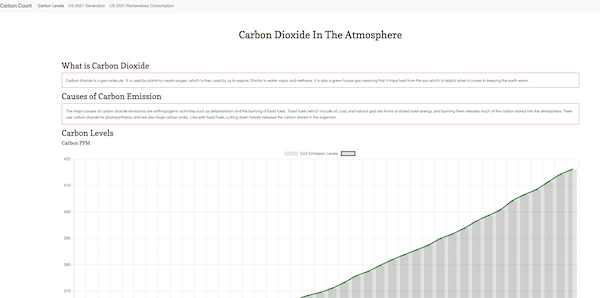 Carbon Count Carbon Levels US 2021 Generation US 2021 Renewables Consumption
Carbon Dioxide In The Atmosphere
What is Carbon Dioxide
Carbon dioxide is a gas molecule. It is used by plants to create oxygen, which is then used by us to respire. Similar to water vapor and methane, it is also a green house gas meaning that it traps heat from the sun which is helpful when it comes to keeping the earth warm.
Causes of Carbon Emission
The major causes of carbon dioxide emissions are anthropogenic activities such as deforestation and the burning of fossil fuels. Fossil fuels (which include oil, coal, and natural gas) are forms of stored solar energy, and burning them releases much of the carbon stored into the atmosphere. Trees
use carbon dioxide for photosynthesis and are also large carbon sinks. Like with fossil fuels, cutting down forests releases the carbon stored in the organism.
Carbon Levels
Carbon PPM
Co2 Emission Levels
420
410
400
390
380
370